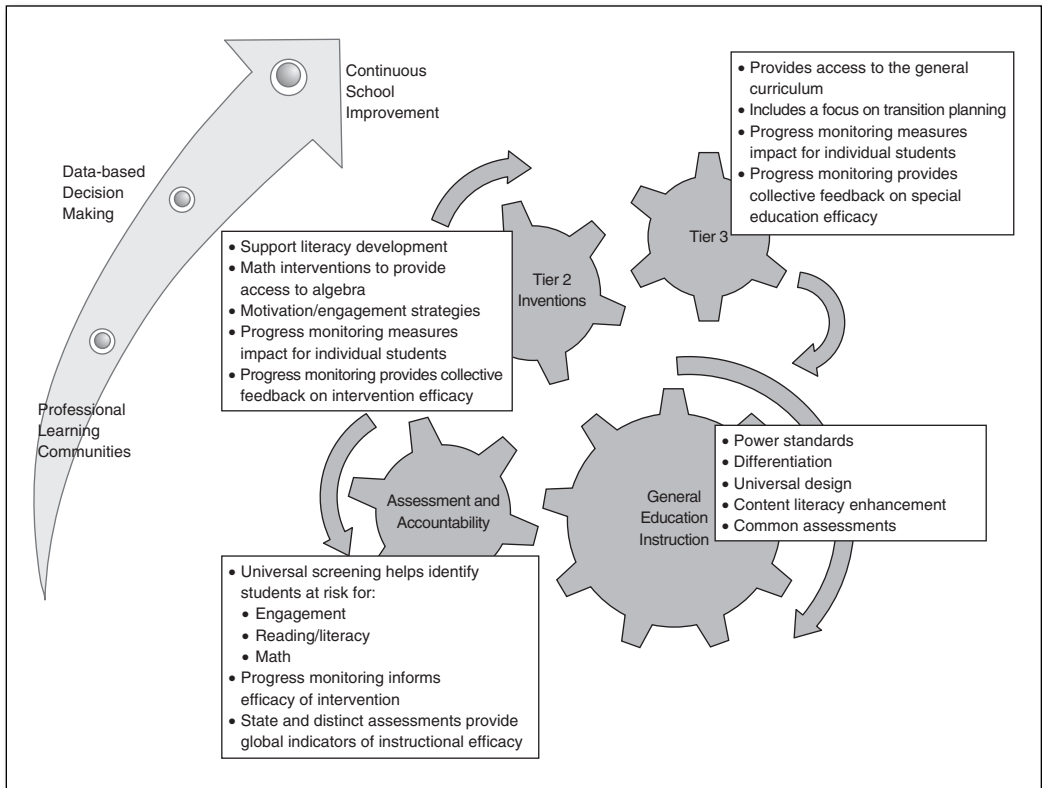 Continuous
School
Improvement
Data-based
Decision
Making
Professional
Learning
Communities
• Provides access to the general
curriculum
• Includes a focus on transition planning
• Progress monitoring measures
impact for individual students
• Progress monitoring provides
collective feedback on special
education efficacy
Tier 3
• Support literacy development
• Math interventions to provide
access to algebra
• Motivation/engagement strategies
• Progress monitoring measures
impact for individual students
• Progress monitoring provides collective
feedback on intervention efficacy
Tier 2
Inventions
• Power standards
• Differentiation
• Universal design
• Content literacy enhancement
• Common assessments
General
Education
Instruction
Assessment and
Accountability
• Universal screening helps identify
students at risk for:
• Engagement
• Reading/literacy
• Math
• Progress monitoring informs
efficacy of intervention
• State and distinct assessments provide
global indicators of instructional efficacy